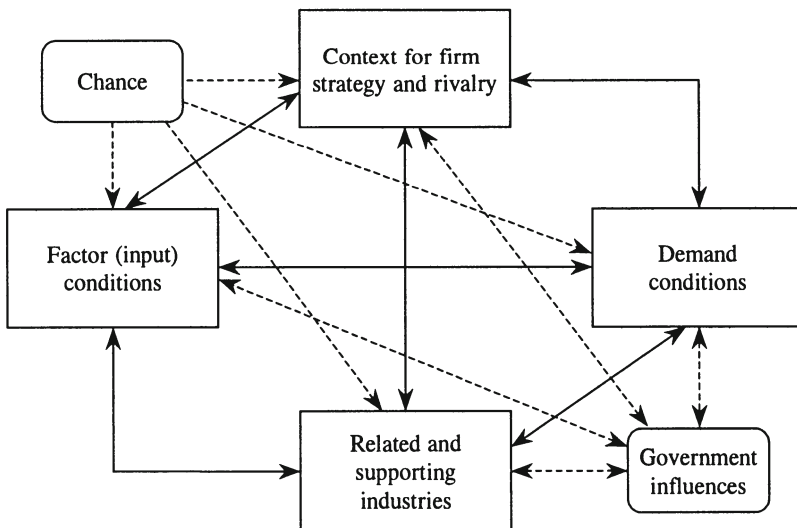 Chance
Context for firm
strategy and rivalry
Factor (input)
conditions
Demand
conditions
Related and
supporting
industries
Government
influences